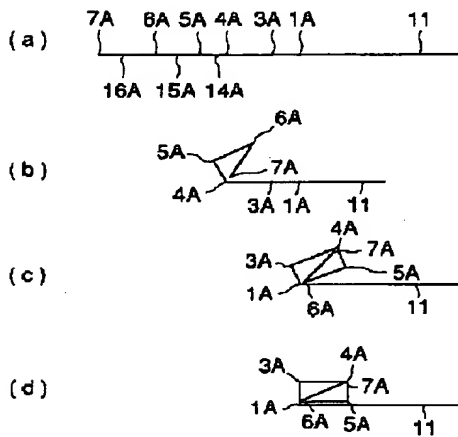 7A 6A 5A 4A 3A 1A 11
(a)
16A 15A 14A
6A
(b) 5A
7A
4A 3A 1A 11
4A
7A
(c) 3A
5A
1A 6A 11
(d) 3A 4A
7A
1A 6A 5A 11